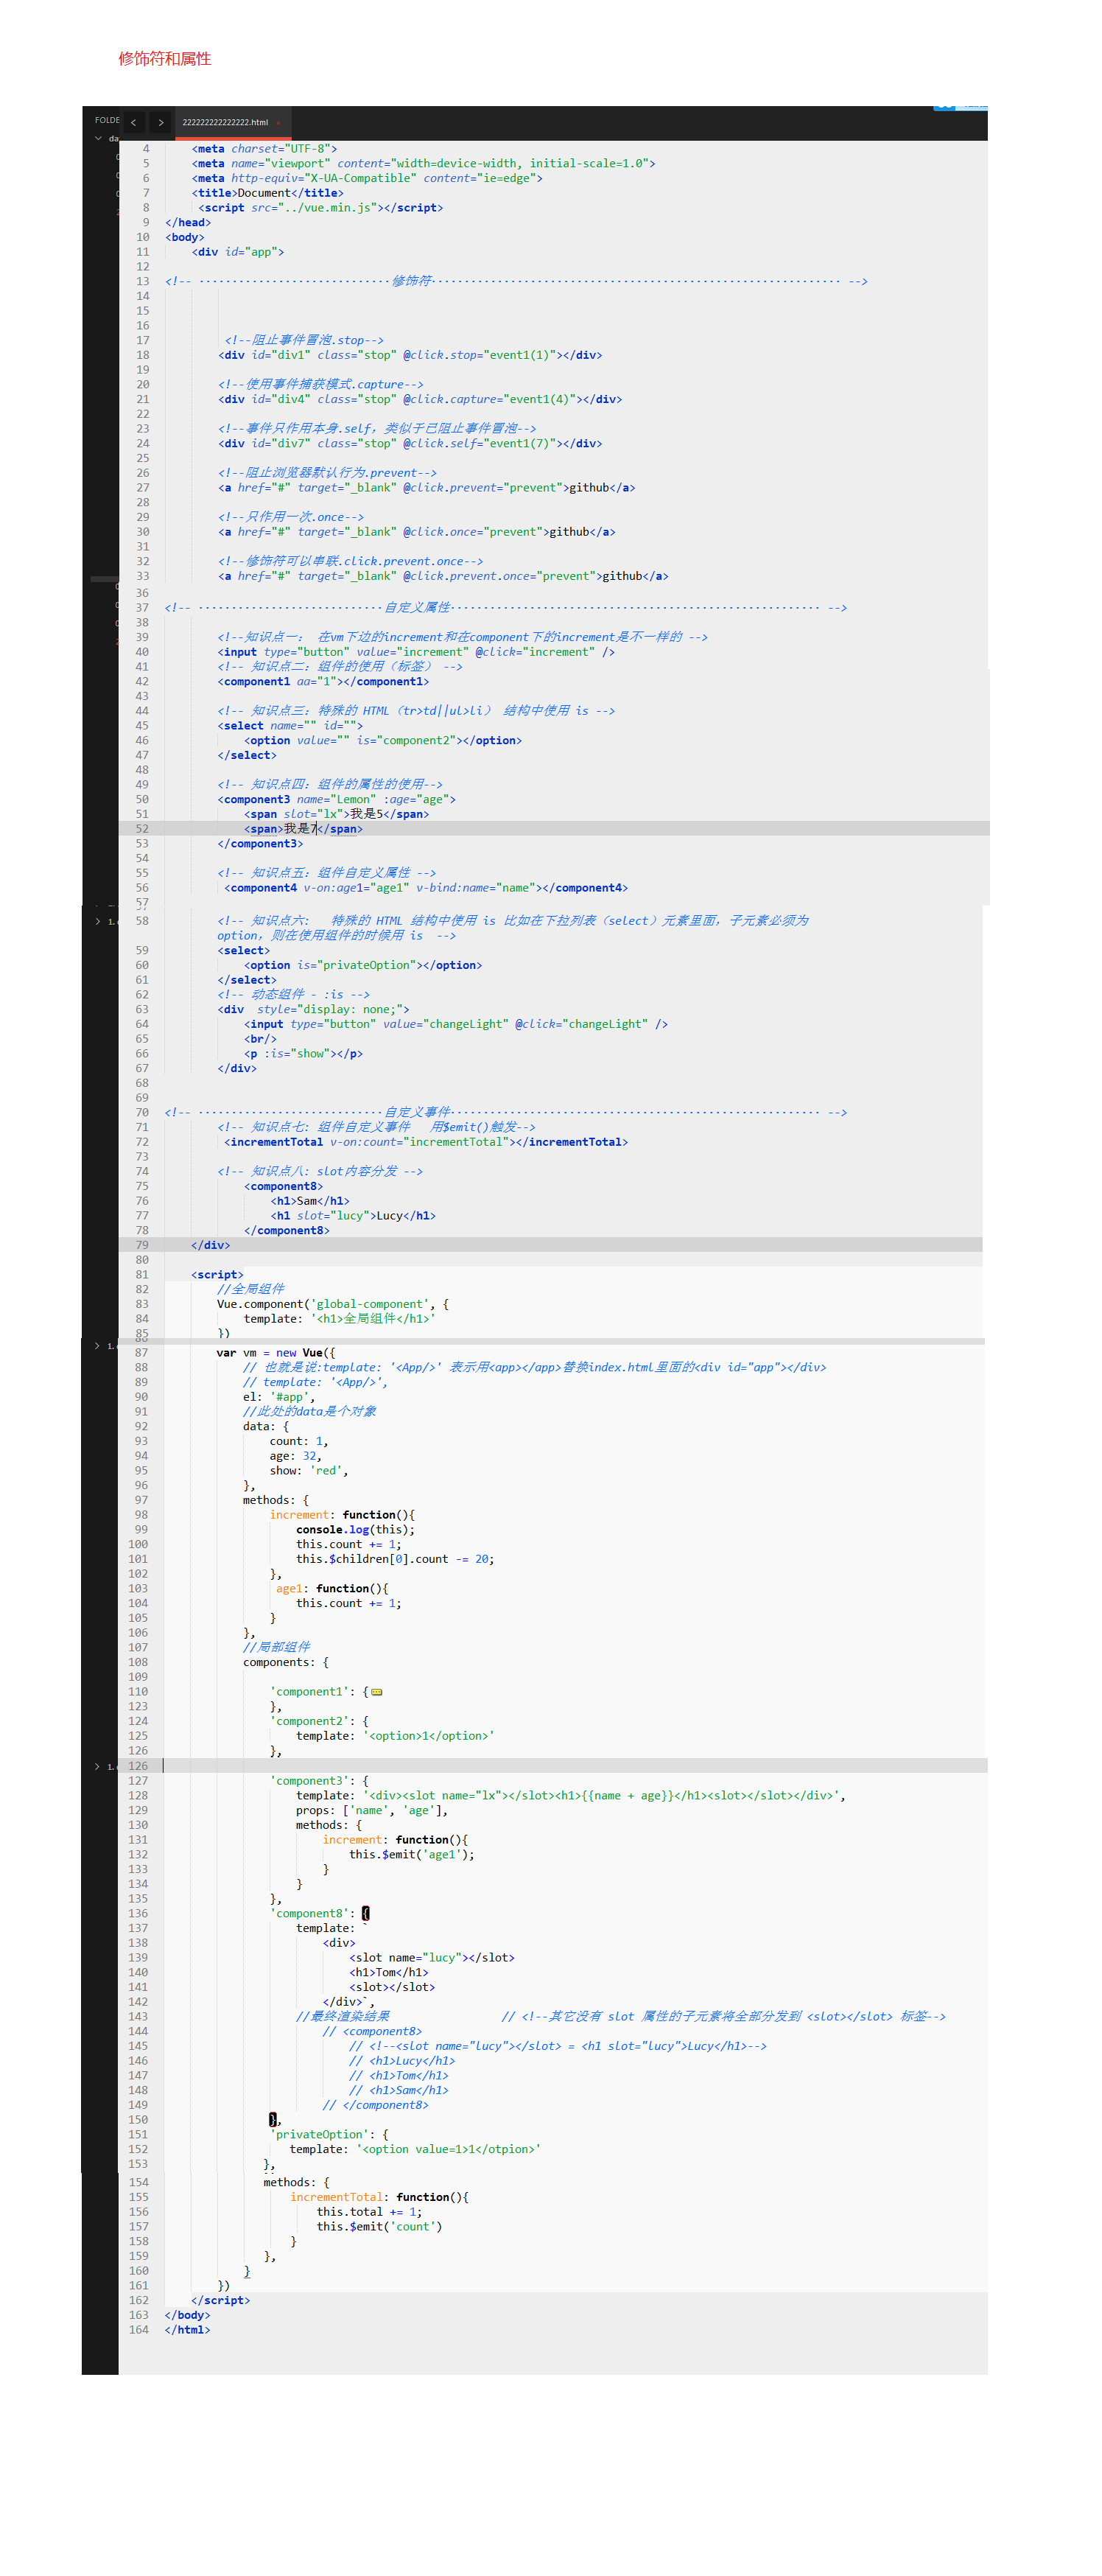 修饰符和属性
FOLDE
222222222222222.html
da
4 <meta charset="UTF-8">
5 <meta name="viewport" content="width=device-width, initial-scale=1.0">
6 <meta http-equiv="X-UA-Compatible" content="ie=edge">
7 <title>Document</title>
8 <script src="../vue.min.js"></script>
9 </head>
10 <body>
11 <div id="app">
12
13 <!-- ·····························修饰符······························································ -->
14
15
16
17 <!--阻止事件冒泡.stop-->
18 <div id="div1" class="stop" @click.stop="event1(1)"></div>
19
20 <!--使用事件捕获模式.capture-->
21 <div id="div4" class="stop" @click.capture="event1(4)"></div>
22
23 <!--事件只作用本身.self，类似于己阻止事件冒泡-->
24 <div id="div7" class="stop" @click.self="event1(7)"></div>
25
26 <!--阻止浏览器默认行为.prevent-->
27 <a href="#" target="_blank" @click.prevent="prevent">github</a>
28
29 <!--只作用一次.once-->
30 <a href="#" target="_blank" @click.once="prevent">github</a>
31
32 <!--修饰符可以串联.click.prevent.once-->
33 <a href="#" target="_blank" @click.prevent.once="prevent">github</a>
36
37 <!-- ····························自定义属性························································ -->
38
39 <!--知识点一： 在vm下边的increment和在component下的increment是不一样的 -->
40 <input type="button" value="increment" @click="increment" />
41 <!-- 知识点二：组件的使用（标签） -->
42 <component1 aa="1"></component1>
43
44 <!-- 知识点三：特殊的 HTML（tr>td||ul>li） 结构中使用 is -->
45 <select name="" id="">
46 <option value="" is="component2"></option>
47 </select>
48
49 <!-- 知识点四：组件的属性的使用-->
50 <component3 name="Lemon" :age="age">
51 <span slot="lx">我是5</span>
52 <span>我是7</span>
53 </component3>
54
55 <!-- 知识点五：组件自定义属性 -->
56 <component4 v-on:age1="age1" v-bind:name="name"></component4>
57
1. 58 <!-- 知识点六： 特殊的 HTML 结构中使用 is 比如在下拉列表（select）元素里面，子元素必须为
option，则在使用组件的时候用 is -->
59 <select>
60 <option is="privateOption"></option>
61 </select>
62 <!-- 动态组件 - :is -->
63 <div style="display: none;">
64 <input type="button" value="changeLight" @click="changeLight" />
65 <br/>
66 <p :is="show"></p>
67 </div>
68
69
70 <!-- ····························自定义事件························································ -->
71 <!-- 知识点七：组件自定义事件 用$emit()触发-->
72 <incrementTotal v-on:count="incrementTotal"></incrementTotal>
73
74 <!-- 知识点八：slot内容分发 -->
75 <component8>
76 <h1>Sam</h1>
77 <h1 slot="lucy">Lucy</h1>
78 </component8>
79 </div>
80
81 <script>
82 //全局组件
83 Vue.component('global-component', {
84 template: '<h1>全局组件</h1>'
85 })
1. 87 var vm = new Vue({
88 // 也就是说:template: '<App/>' 表示用<app></app>替换index.html里面的<div id="app"></div>
89 // template: '<App/>',
90 el: '#app',
91 //此处的data是个对象
92 data: {
93 count: 1,
94 age: 32,
95 show: 'red',
96 },
97 methods: {
98 increment: function(){
99 console.log(this);
100 this.count += 1;
101 this.$children[0].count -= 20;
102 },
103 age1: function(){
104 this.count += 1;
105 }
106 },
107 //局部组件
108 components: {
109
110 'component1': {
123 },
124 'component2': {
125 template: '<option>1</option>'
126 },
1. 126
127 'component3': {
128 template: '<div><slot name="lx"></slot><h1>{{name + age}}</h1><slot></slot></div>',
129 props: ['name', 'age'],
130 methods: {
131 increment: function(){
132 this.$emit('age1');
133 }
134 }
135 },
136 'component8': {
137 template: `
138 <div>
139 <slot name="lucy"></slot>
140 <h1>Tom</h1>
141 <slot></slot>
142 </div>`,
143 //最终渲染结果 // <!--其它没有 slot 属性的子元素将全部分发到 <slot></slot> 标签-->
144 // <component8>
145 // <!--<slot name="lucy"></slot> = <h1 slot="lucy">Lucy</h1>-->
146 // <h1>Lucy</h1>
147 // <h1>Tom</h1>
148 // <h1>Sam</h1>
149 // </component8>
150 },
151 'privateOption': {
152 template: '<option value=1>1</otpion>'
153 },
154 methods: {
155 incrementTotal: function(){
156 this.total += 1;
157 this.$emit('count')
158 }
159 },
160 }
161 })
162 </script>
163 </body>
164 </html>